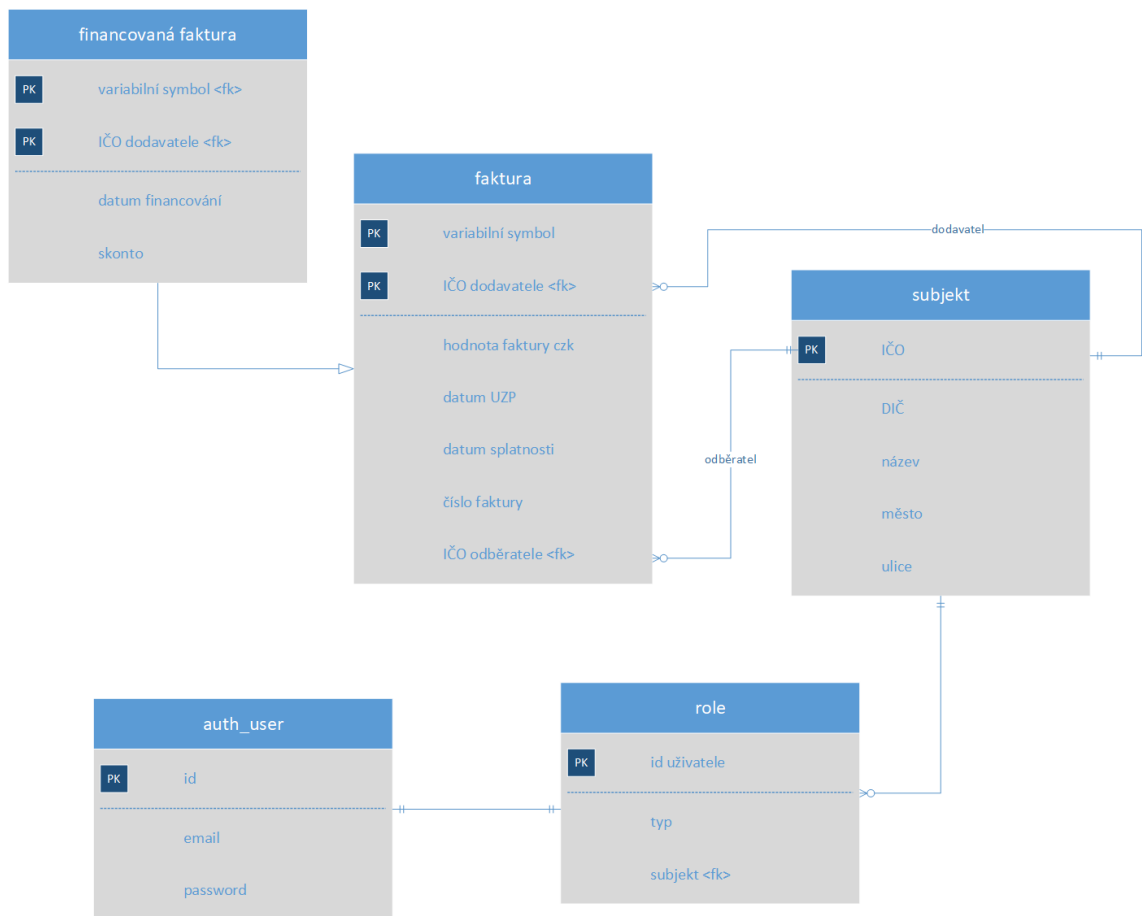 financovaná faktura
PK variabilní symbol <fk>
PK IČO dodavatele <fk>
datum financování
skonto
faktura
PK variabilní symbol
PK IČO dodavatele <fk>
hodnota faktury czk
datum UZP
datum splatnosti
číslo faktury
IČO odběratele <fk>
dodavatel
odběratel
subjekt
PK IČO
DIČ
název
město
ulice
auth_user
PK id
email
password
role
PK id uživatele
typ
subjekt <fk>